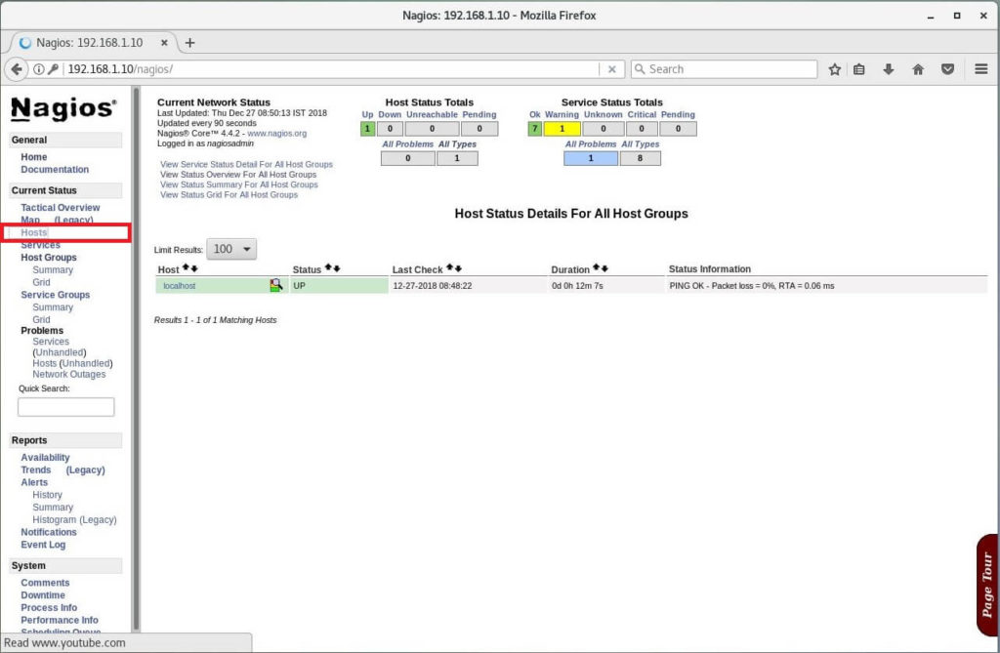 Nagios: 192.168.1.10 - Mozilla Firefox
Nagios: 192.168.1.10
192.168.1.10/nagios/
Search
Nagios®
General
Home
Documentation
Current Status
Tactical Overview
Map (Legacy)
Hosts
Services
Host Groups
Summary
Grid
Service Groups
Summary
Grid
Problems
Services
(Unhandled)
Hosts (Unhandled)
Network Outages
Quick Search:
Reports
Availability
Trends (Legacy)
Alerts
History
Summary
Histogram (Legacy)
Notifications
Event Log
System
Comments
Downtime
Process Info
Performance Info
Scheduling Queue
Read www.youtube.com
Current Network Status
Last Updated: Thu Dec 27 08:50:13 IST 2018
Updated every 90 seconds
Nagios® Core™ 4.4.2 - www.nagios.org
Logged in as nagiosadmin
View Service Status Detail For All Host Groups
View Status Overview For All Host Groups
View Status Summary For All Host Groups
View Status Grid For All Host Groups
Host Status Totals
Up Down Unreachable Pending
1 0 0 0
All Problems All Types
0 1
Service Status Totals
Ok Warning Unknown Critical Pending
7 1 0 0 0
All Problems All Types
1 8
Host Status Details For All Host Groups
Limit Results: 100
Host Status Last Check Duration Status Information
localhost UP 12-27-2018 08:48:22 0d 0h 12m 7s PING OK - Packet loss = 0%, RTA = 0.06 ms
Results 1 - 1 of 1 Matching Hosts
Page Tour